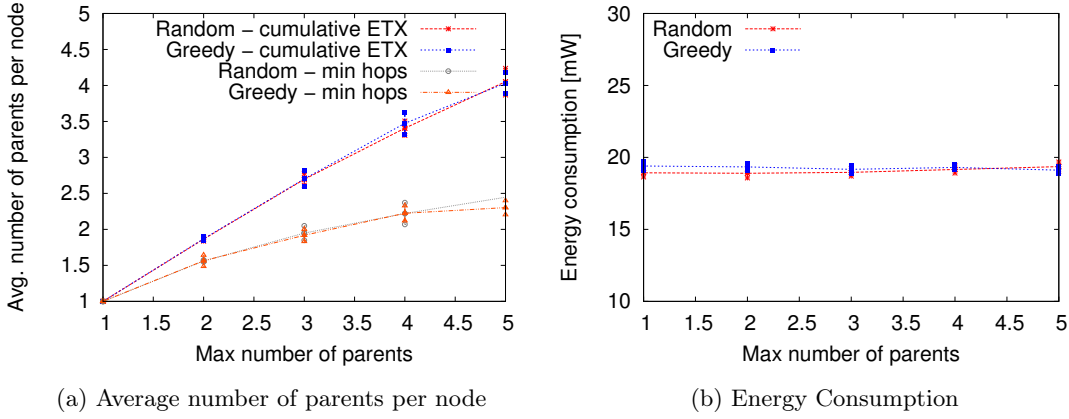 Avg. number of parents per node
5
4.5
4
3.5
3
2.5
2
1.5
1
Random – cumulative ETX
Greedy – cumulative ETX
Random – min hops
Greedy – min hops
1 1.5 2 2.5 3 3.5 4 4.5 5
Max number of parents
(a) Average number of parents per node
Energy consumption [mW]
30
25
20
15
10
Random
Greedy
1 1.5 2 2.5 3 3.5 4 4.5 5
Max number of parents
(b) Energy Consumption